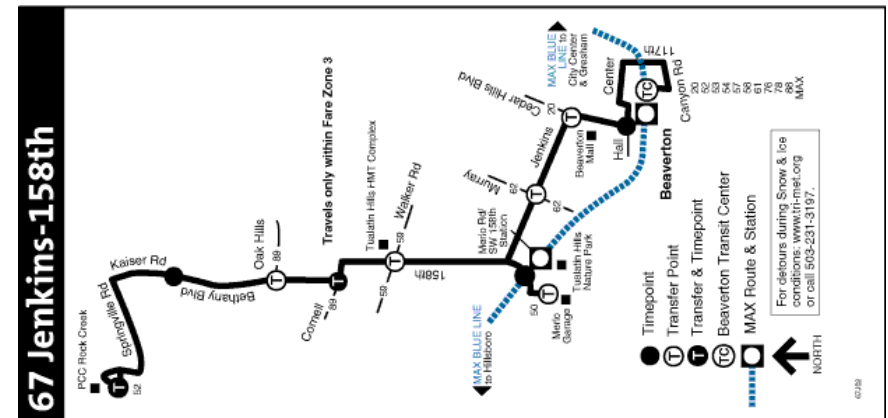 67 Jenkins-158th
PCC Rock Creek
T
52
Springville Rd
Kaiser Rd
Bethany Blvd
Oak Hills
T
89
Cornell
89
T
Travels only within Fare Zone 3
Tualatin Hills HMT Complex
Walker Rd
59
T
59
158th
MAX BLUE LINE
to Hillsboro
Merlo Rd/
SW 158th
Station
50
T
Merlo
Garage
Tualatin Hills
Nature Park
Murray
62
T
62
Jenkins
Cedar Hills Blvd
20
T
Beaverton
Mall
MAX BLUE
LINE to
City Center
& Gresham
Hall
Center
117th
TC
Canyon Rd
Beaverton
20
52
53
54
57
58
61
76
78
88
MAX
Timepoint
T Transfer Point
T Transfer & Timepoint
TC Beaverton Transit Center
MAX Route & Station
NORTH
For detours during Snow & Ice
conditions: www.tri-met.org
or call 503-231-3197.